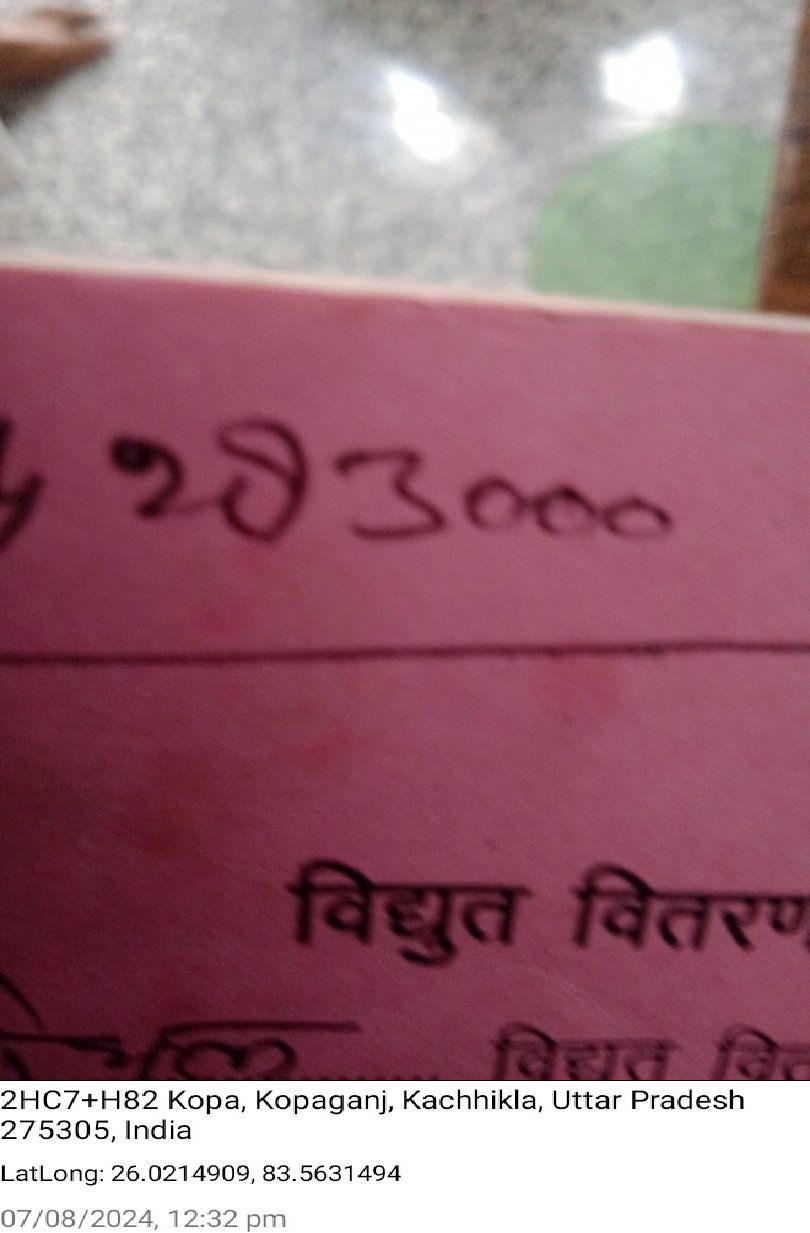 283000
विद्युत वितरण
विद्युत
2HC7+H82 Kopa, Kopaganj, Kachhikla, Uttar Pradesh
275305, India
LatLong: 26.0214909, 83.5631494
07/08/2024, 12:32 pm